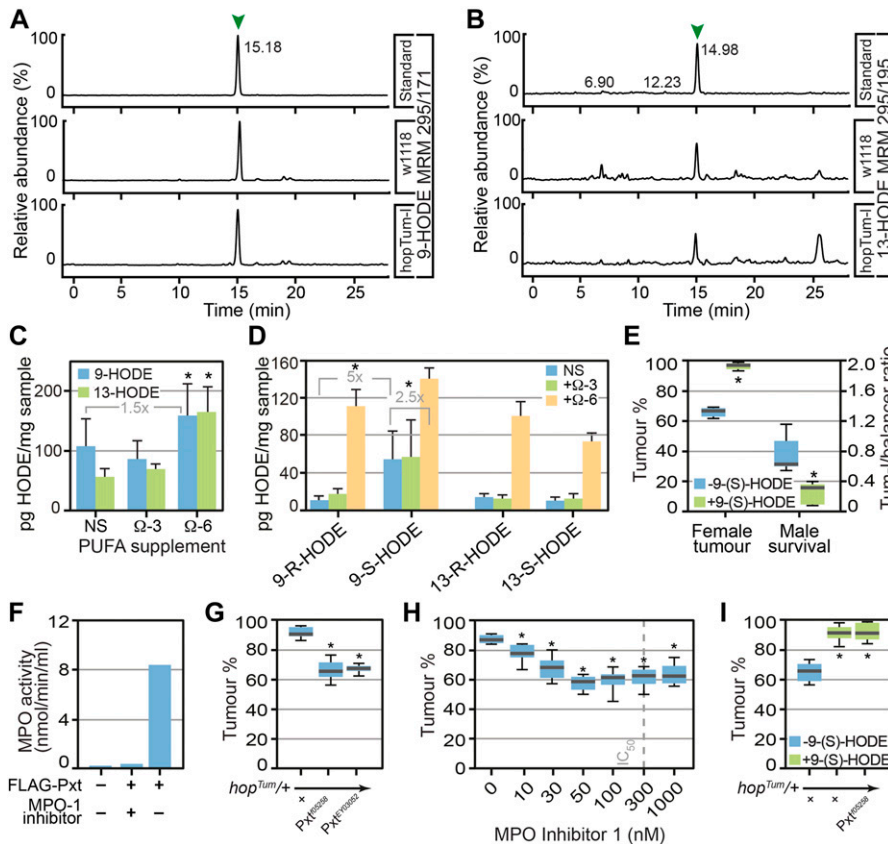 A
100
15.18
0
Standard
100
0
w1118
100
0
hopTum-I
Relative abundance (%)
9-HODE MRM 295/171
0 5 10 15 20 25
Time (min)
B
100
14.98
6.90 12.23
0
Standard
100
0
w1118
100
0
hopTum-I
Relative abundance (%)
13-HODE MRM 295/195
0 5 10 15 20 25
Time (min)
C
pg HODE/mg sample
200
100
0
9-HODE
13-HODE
* *
1.5x
NS Ω-3 Ω-6
PUFA supplement
D
pg HODE/mg sample
160
120
80
40
0
NS
+Ω-3
+Ω-6
* *
5x
2.5x
9-R-HODE 9-S-HODE 13-R-HODE 13-S-HODE
E
Tumour %
100
80
60
40
20
0
2.0
1.6
1.2
0.8
0.4
0.0
*
*
-9-(S)-HODE
+9-(S)-HODE
Female tumour
Male survival
F
MPO activity
(nmol/min/ml)
12
8
4
0
FLAG-Pxt − + +
MPO-1 inhibitor − + −
G
Tumour %
100
80
60
40
20
0
* *
hopTum/+
+ Pxtf05258 PxtEY03052
H
Tumour %
100
80
60
40
20
0
* * * * * *
IC50
0 10 30 50 100 300 1000
MPO Inhibitor 1 (nM)
I
Tumour %
100
80
60
40
20
0
* *
-9-(S)-HODE
+9-(S)-HODE
hopTum/+
+ + Pxtf05258